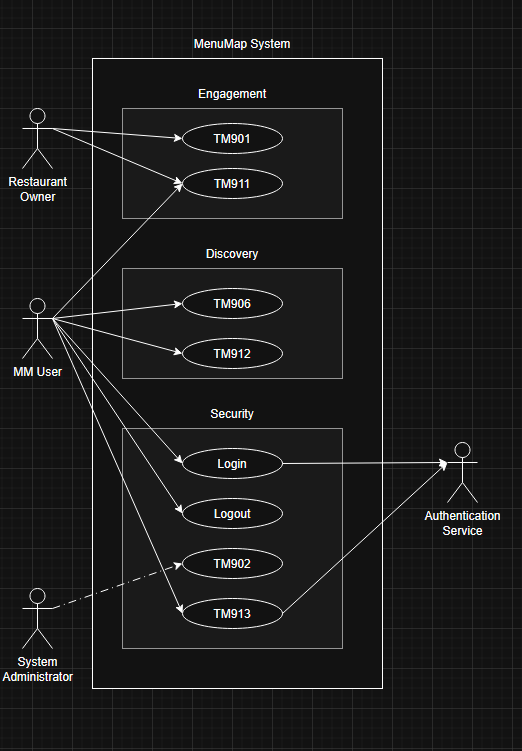 MenuMap System
Engagement
TM901
TM911
Restaurant
Owner
Discovery
TM906
TM912
MM User
Security
Login
Logout
TM902
TM913
Authentication
Service
System
Administrator